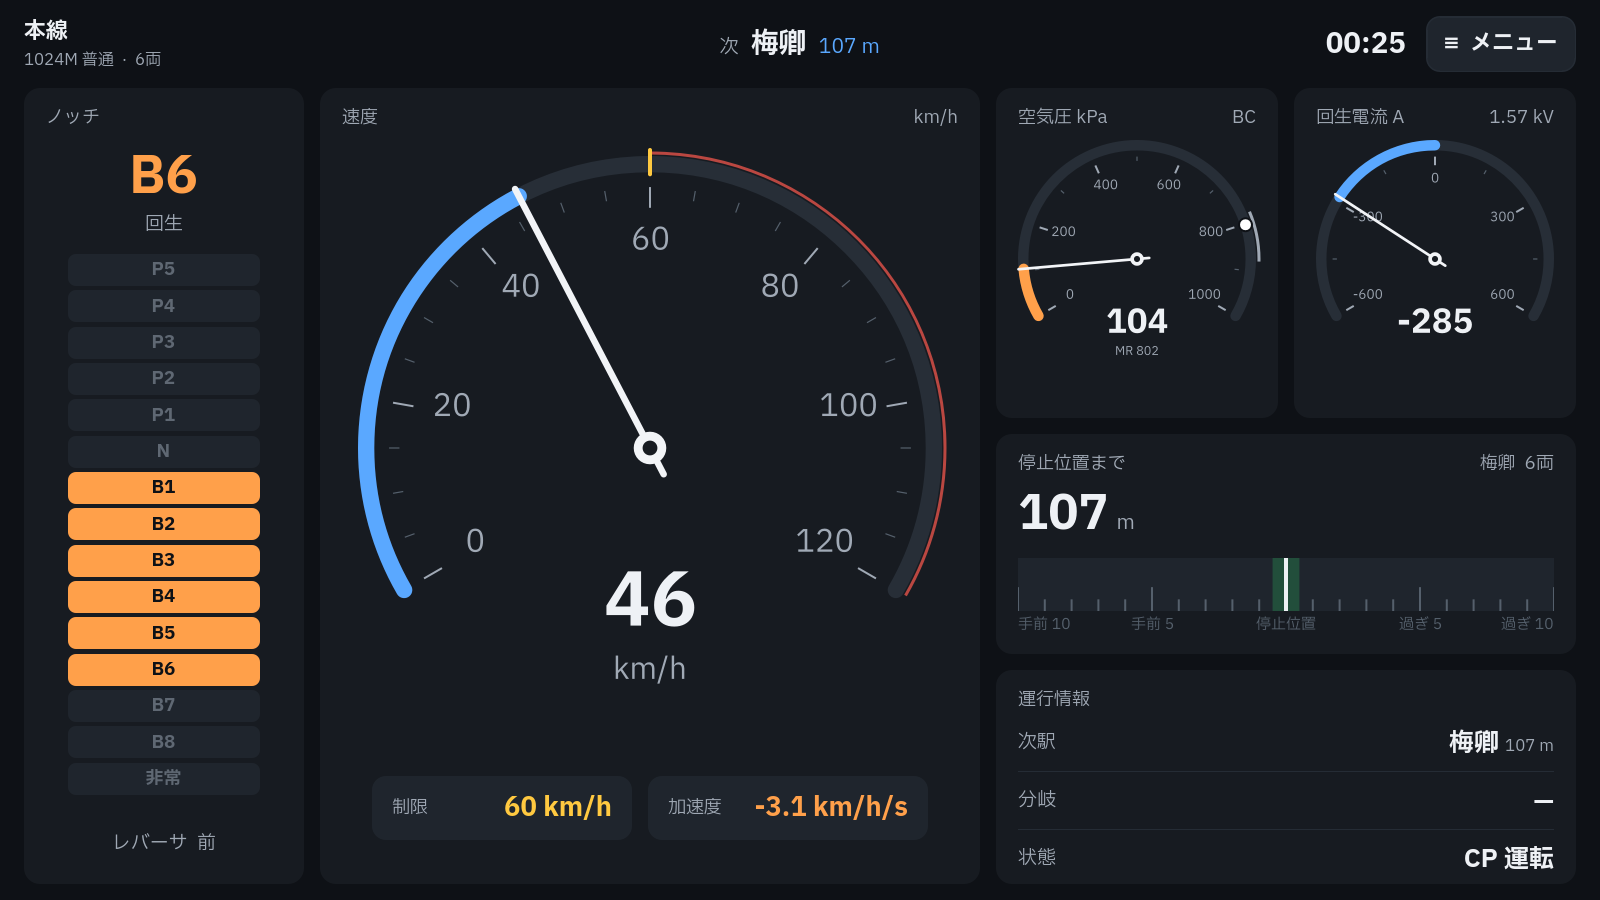 本線
1024M 普通 · 6両
次 梅卿 107 m
00:25
≡ メニュー
ノッチ
B6
回生
P5
P4
P3
P2
P1
N
B1
B2
B3
B4
B5
B6
B7
B8
非常
レバーサ 前
速度 km/h
0
20
40
60
80
100
120
46
km/h
制限 60 km/h
加速度 -3.1 km/h/s
空気圧 kPa BC
0
200
400
600
800
1000
104
MR 802
回生電流 A 1.57 kV
-600
-300
0
300
600
-285
停止位置まで 梅卿 6両
107 m
手前 10 手前 5 停止位置 過ぎ 5 過ぎ 10
運行情報
次駅 梅卿 107 m
分岐 —
状態 CP 運転